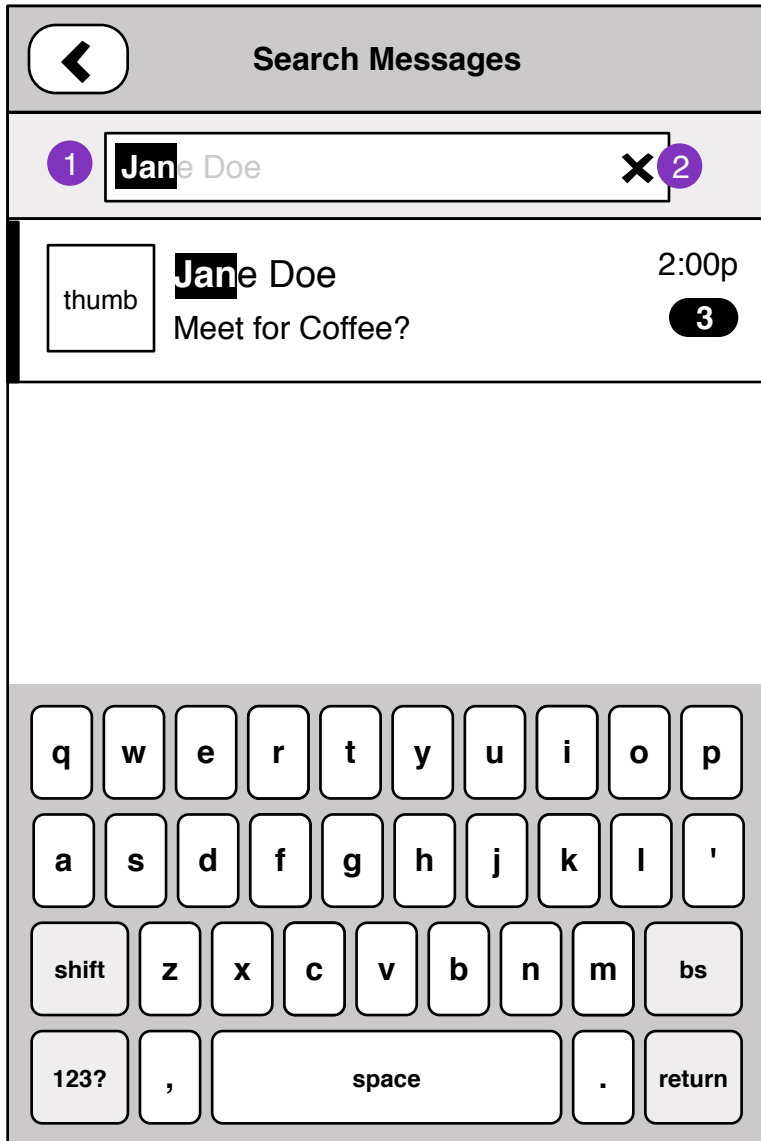 Search Messages
1 Jane Doe 2
thumb Jane Doe 2:00p
Meet for Coffee? 3
q w e r t y u i o p
a s d f g h j k l '
shift z x c v b n m bs
123? , space . return